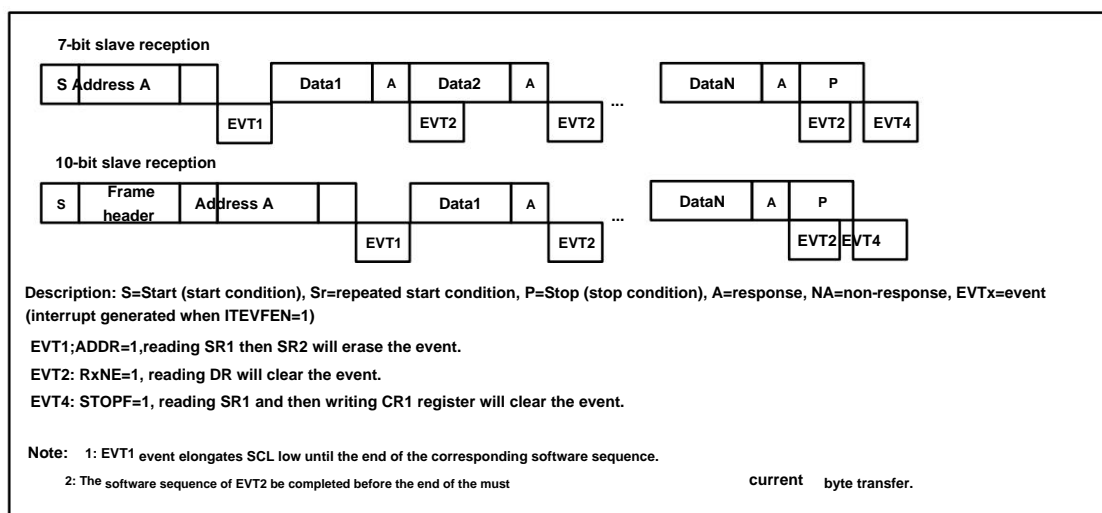 7-bit slave reception
S Address A Data1 A Data2 A ... DataN A P
EVT1 EVT2 EVT2 EVT2 EVT4
10-bit slave reception
S Frame header Address A Data1 A ... DataN A P
EVT1 EVT2 EVT2 EVT4
Description: S=Start (start condition), Sr=repeated start condition, P=Stop (stop condition), A=response, NA=non-response, EVTx=event
(interrupt generated when ITEVFEN=1)
EVT1;ADDR=1,reading SR1 then SR2 will erase the event.
EVT2: RxNE=1, reading DR will clear the event.
EVT4: STOPF=1, reading SR1 and then writing CR1 register will clear the event.
Note: 1: EVT1 event elongates SCL low until the end of the corresponding software sequence.
2: The software sequence of EVT2 be completed before the end of the must current byte transfer.